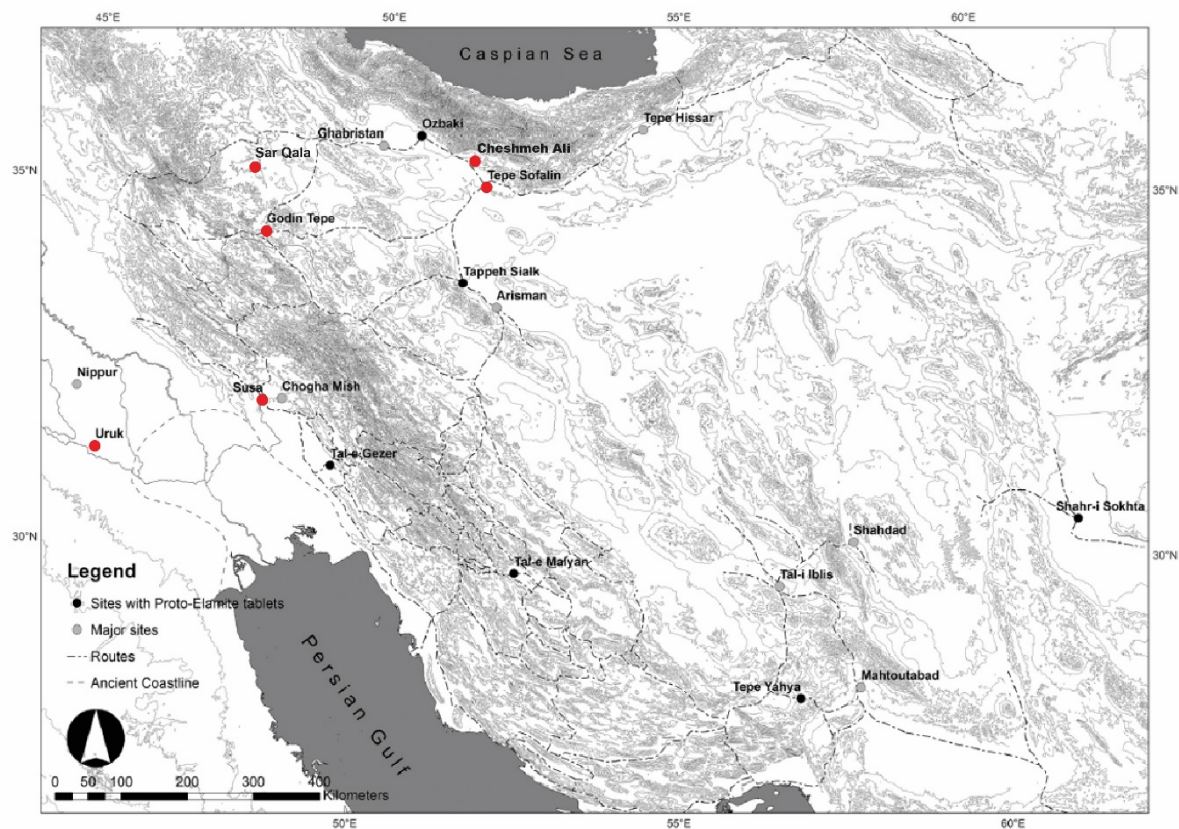 45°E
50°E
55°E
60°E
Caspian Sea
Tepe Hissar
Ozbaki
Ghabristan
Cheshmeh Ali
Sar Qala
35°N
Tepe Sofalin
35°N
Godin Tepe
Tappeh Sialk
Arisman
Nippur
Susa
Chogha Mish
Uruk
Tal-e Gezer
Shahr-i Sokhta
30°N
Shahdad
30°N
Tal-e Malyan
Tal-i Iblis
Legend
Sites with Proto-Elamite tablets
Major sites
Routes
Ancient Coastline
Persian Gulf
Mahtoutabad
Tepe Yahya
0 50 100 200 300 400
Kilometers
50°E
55°E
60°E